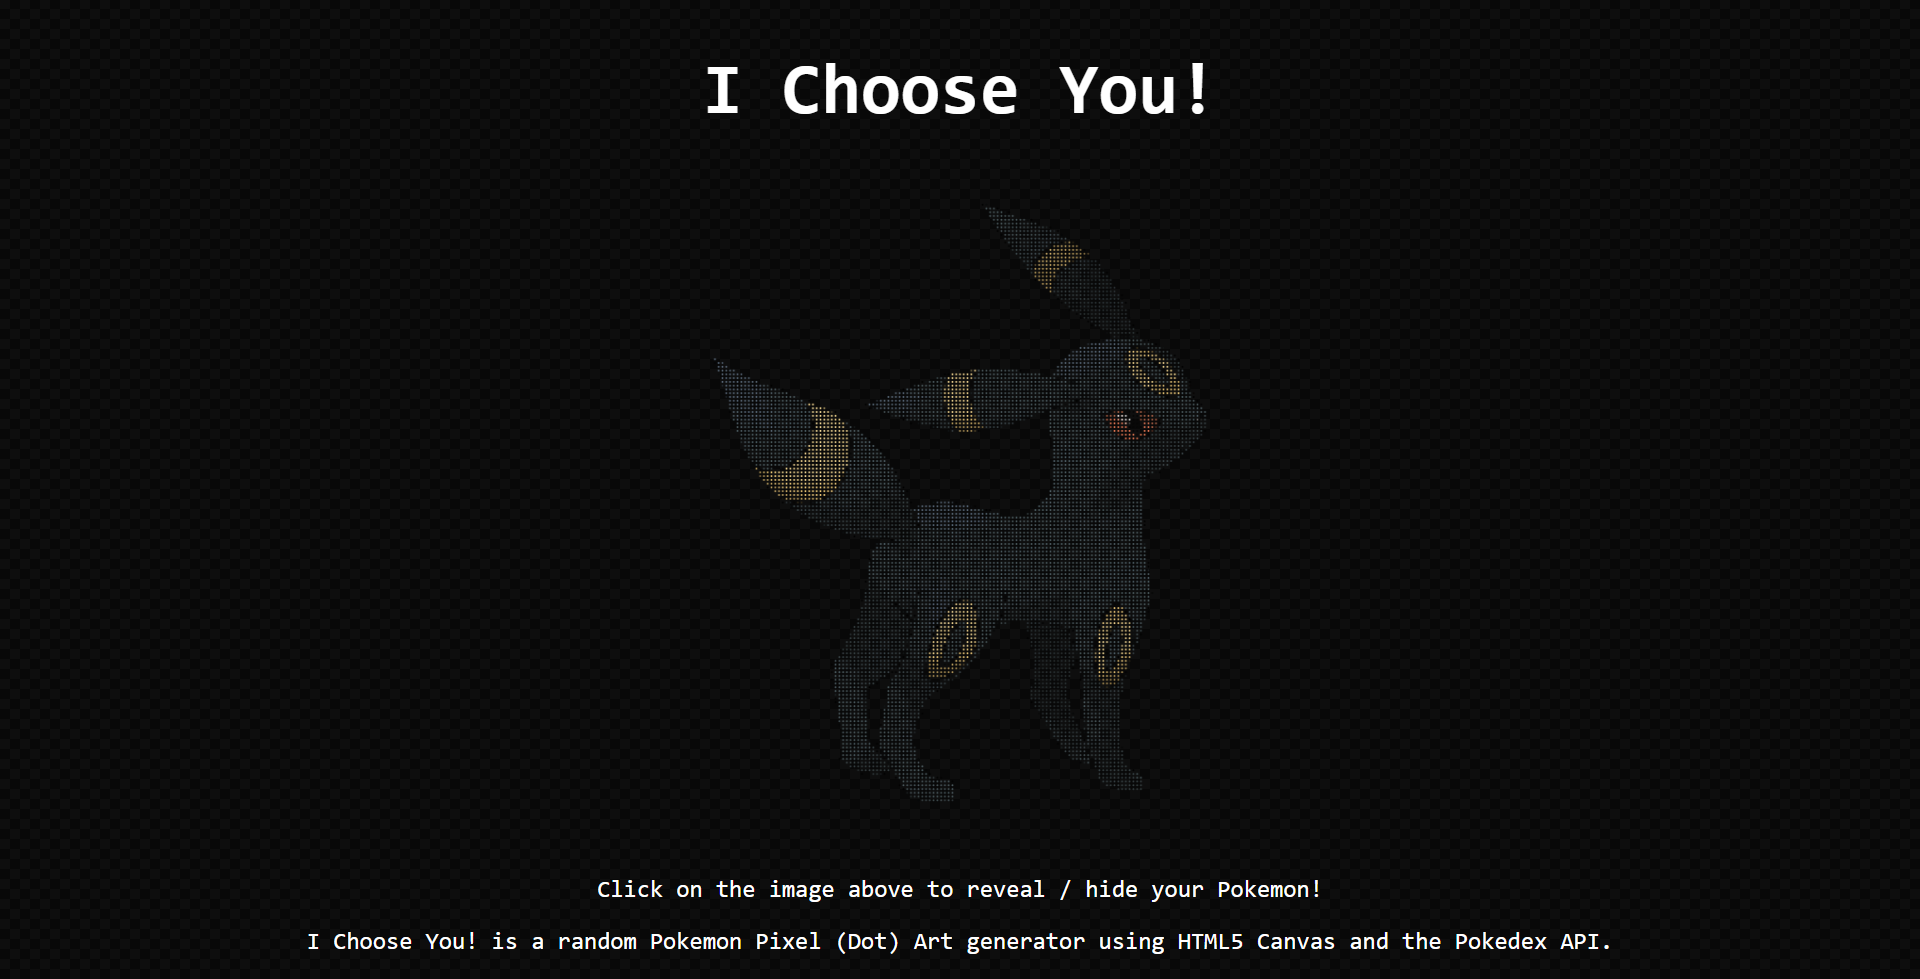 I Choose You!
Click on the image above to reveal / hide your Pokemon!
I Choose You! is a random Pokemon Pixel (Dot) Art generator using HTML5 Canvas and the Pokedex API.